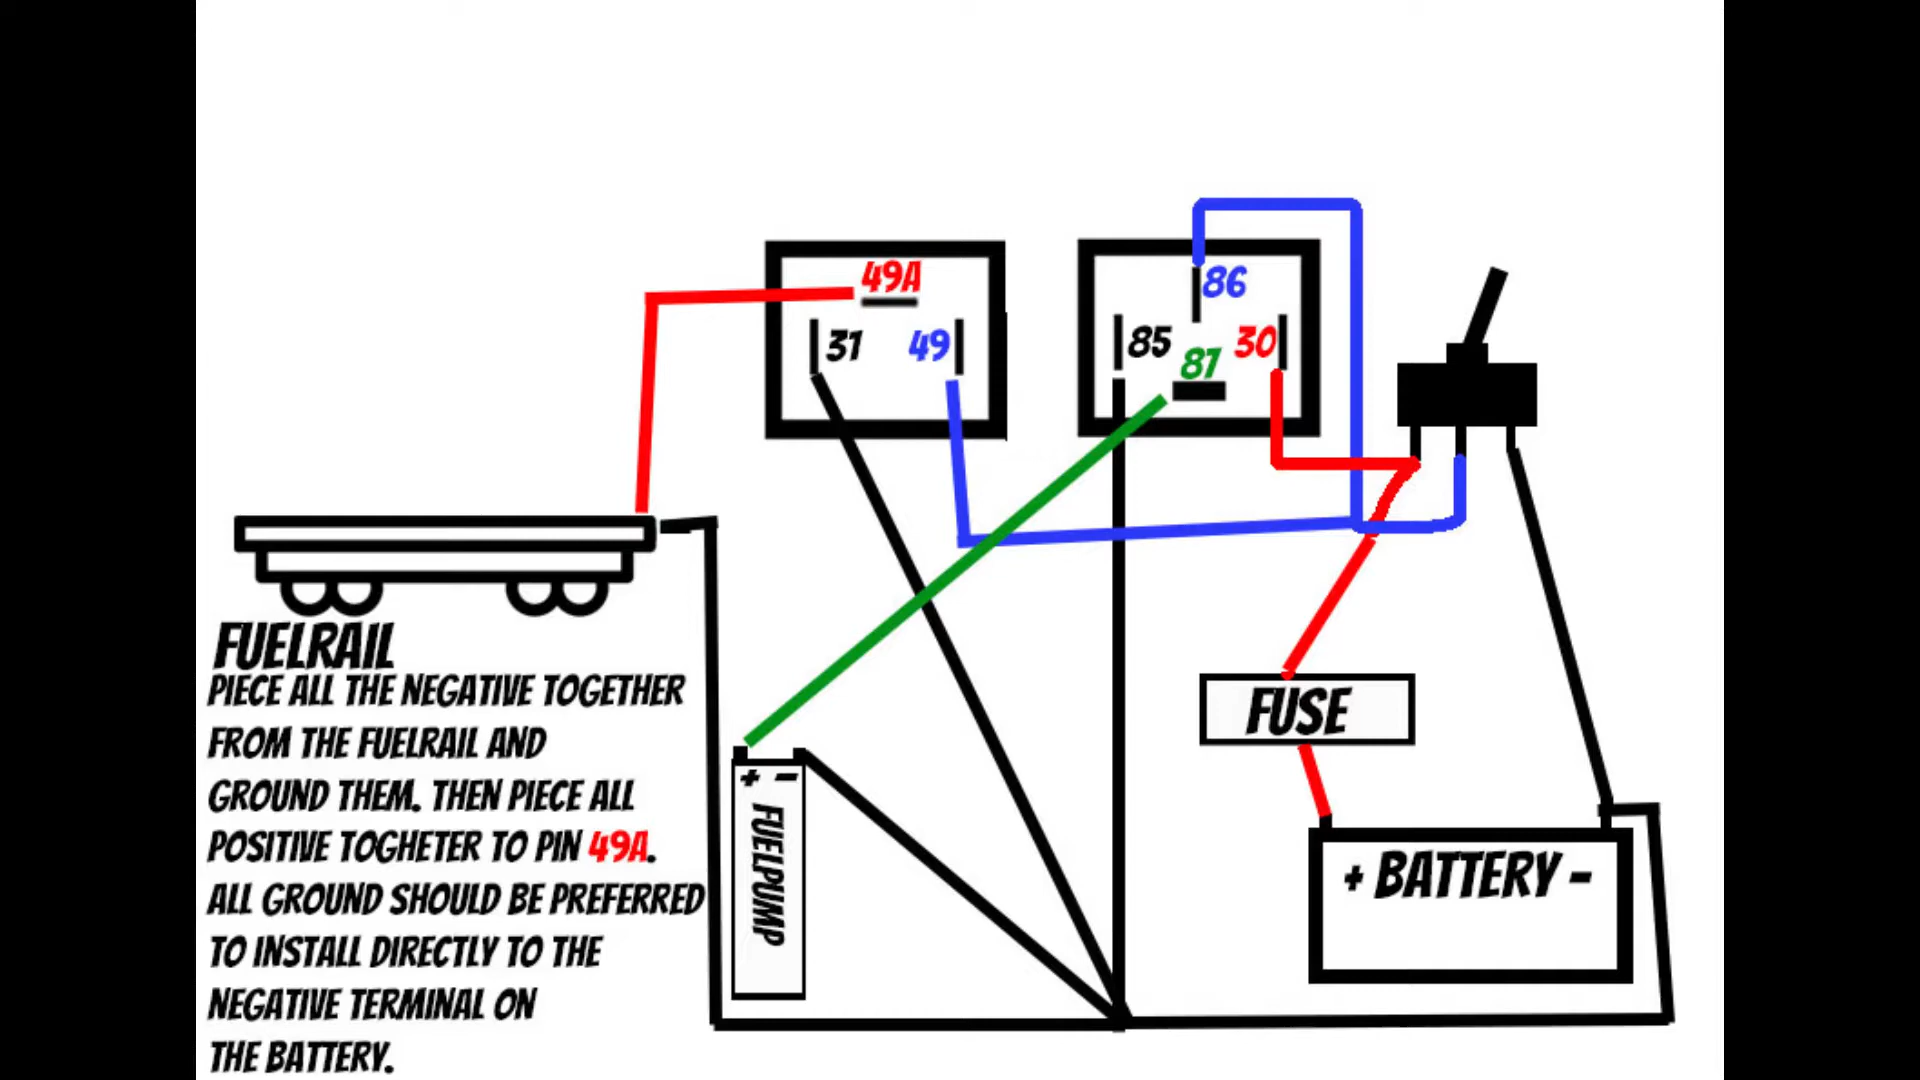 49A
31 49
86
85 30
87
FUELRAIL
PIECE ALL THE NEGATIVE TOGETHER
FROM THE FUELRAIL AND
GROUND THEM. THEN PIECE ALL
POSITIVE TOGHETER TO PIN 49A.
ALL GROUND SHOULD BE PREFERRED
TO INSTALL DIRECTLY TO THE
NEGATIVE TERMINAL ON
THE BATTERY.
+ -
FUELPUMP
FUSE
+ BATTERY -